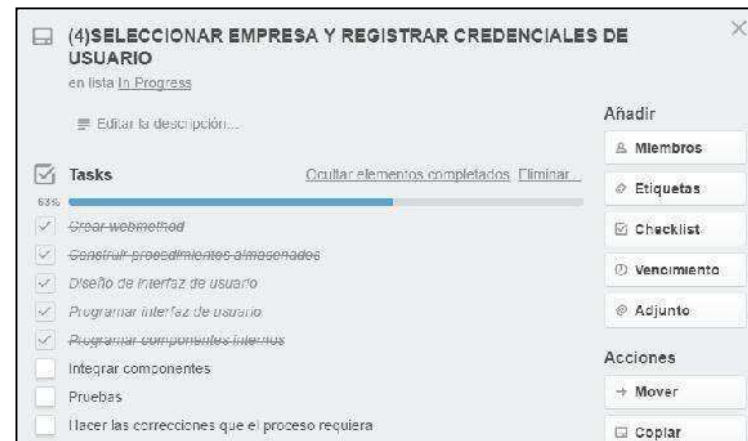 (4)SELECCIONAR EMPRESA Y REGISTRAR CREDENCIALES DE
USUARIO
en lista In Progress
Editar la descripción...
Tasks
Ocultar elementos completados Eliminar...
63%
Crear webmethod
Construir procedimientos almasenados
Diseño de interfaz de usuario
Programar interfaz de usuario
Programar componentes internos
Integrar componentes
Pruebas
Hacer las correcciones que el proceso requiera
Añadir
Miembros
Etiquetas
Checklist
Vencimiento
Adjunto
Acciones
Mover
Copiar